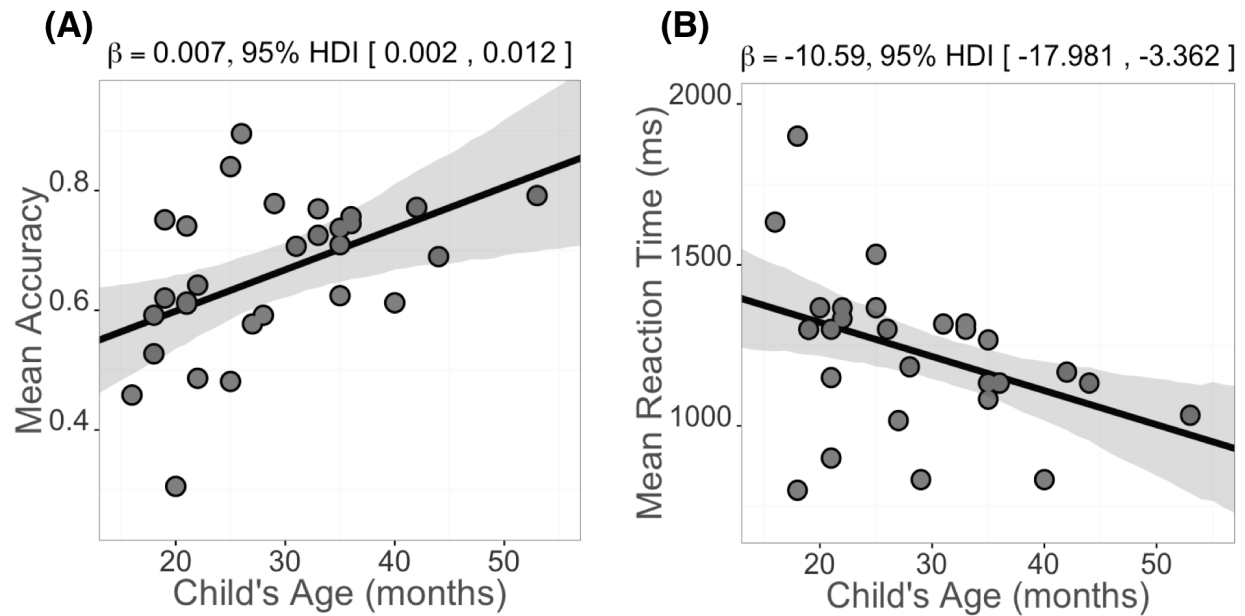 (A)
β = 0.007, 95% HDI [ 0.002 , 0.012 ]
Mean Accuracy
0.8
0.6
0.4
20 30 40 50
Child's Age (months)
(B)
β = -10.59, 95% HDI [ -17.981 , -3.362 ]
Mean Reaction Time (ms)
2000
1500
1000
20 30 40 50
Child's Age (months)